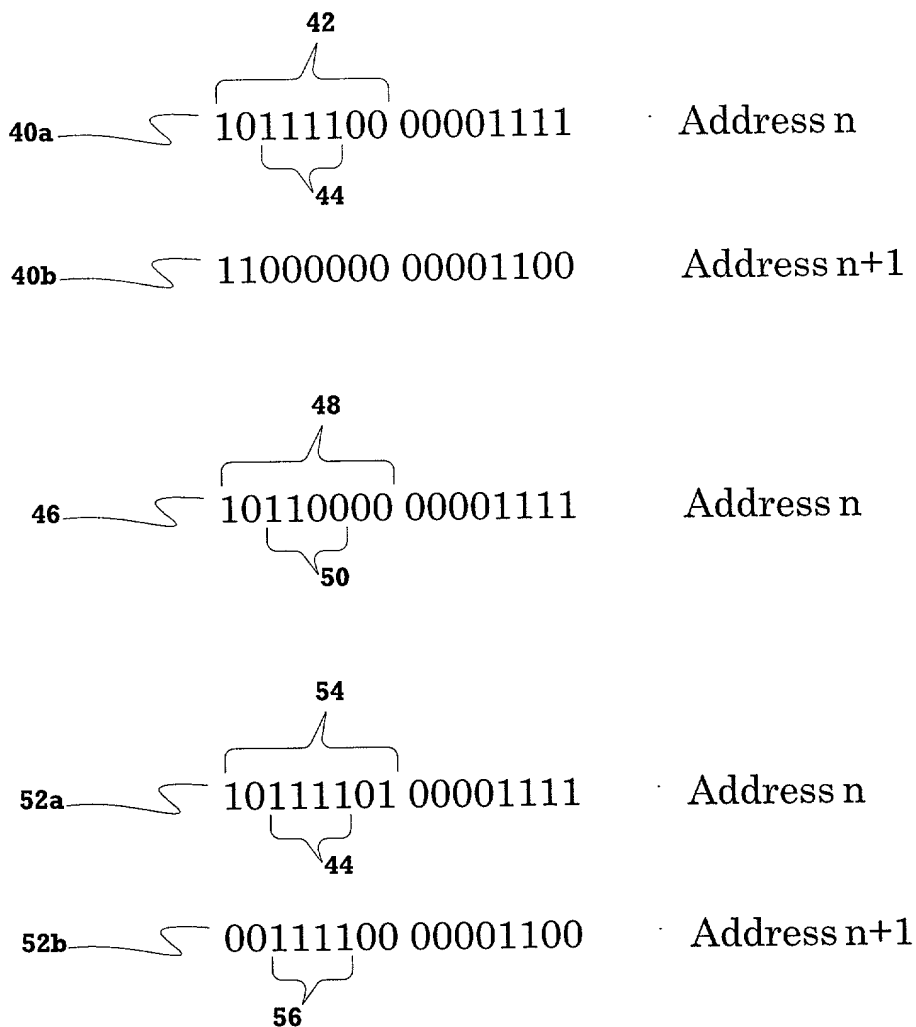 42
40a 10111100 00001111 Address n
44
40b 11000000 00001100 Address n+1
48
46 10110000 00001111 Address n
50
54
52a 10111101 00001111 Address n
44
52b 00111100 00001100 Address n+1
56